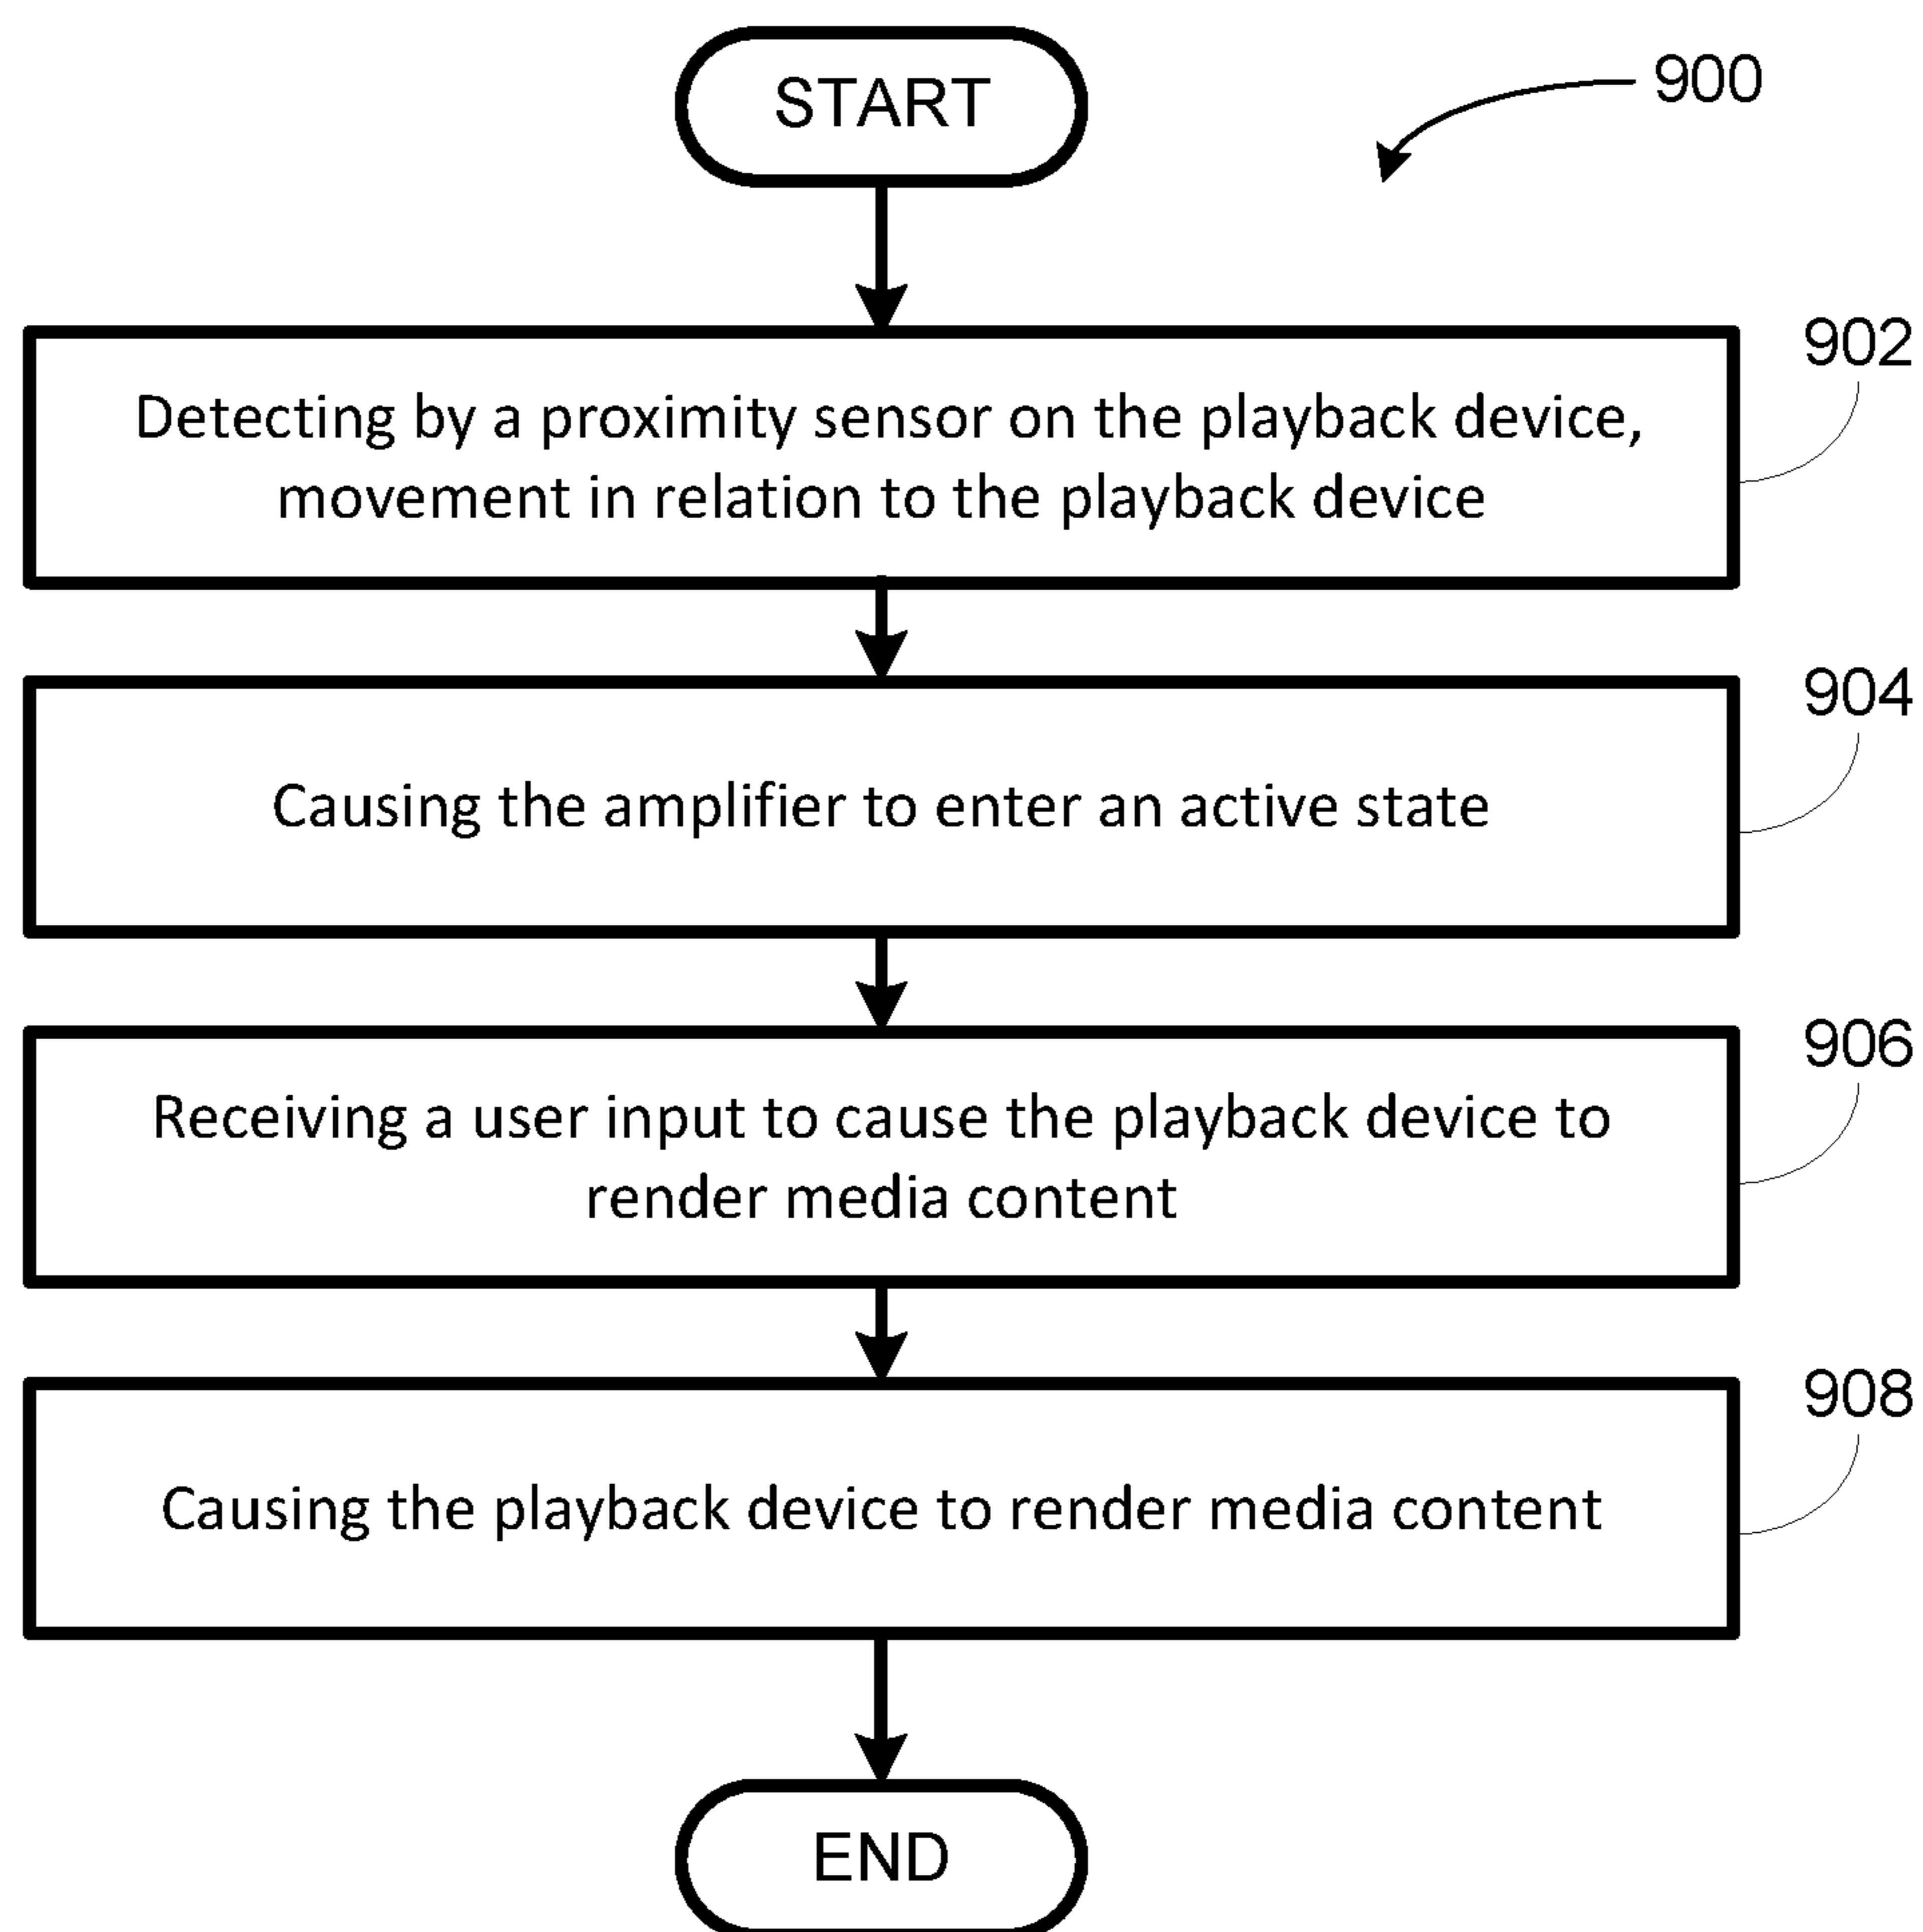 START
900
902
Detecting by a proximity sensor on the playback device,
movement in relation to the playback device
904
Causing the amplifier to enter an active state
906
Receiving a user input to cause the playback device to
render media content
908
Causing the playback device to render media content
END